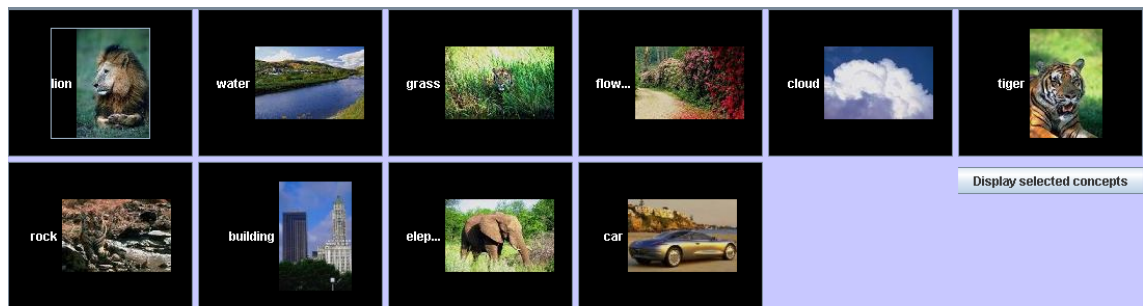 lion
water
grass
flow...
cloud
tiger
Display selected concepts
rock
building
elep...
car